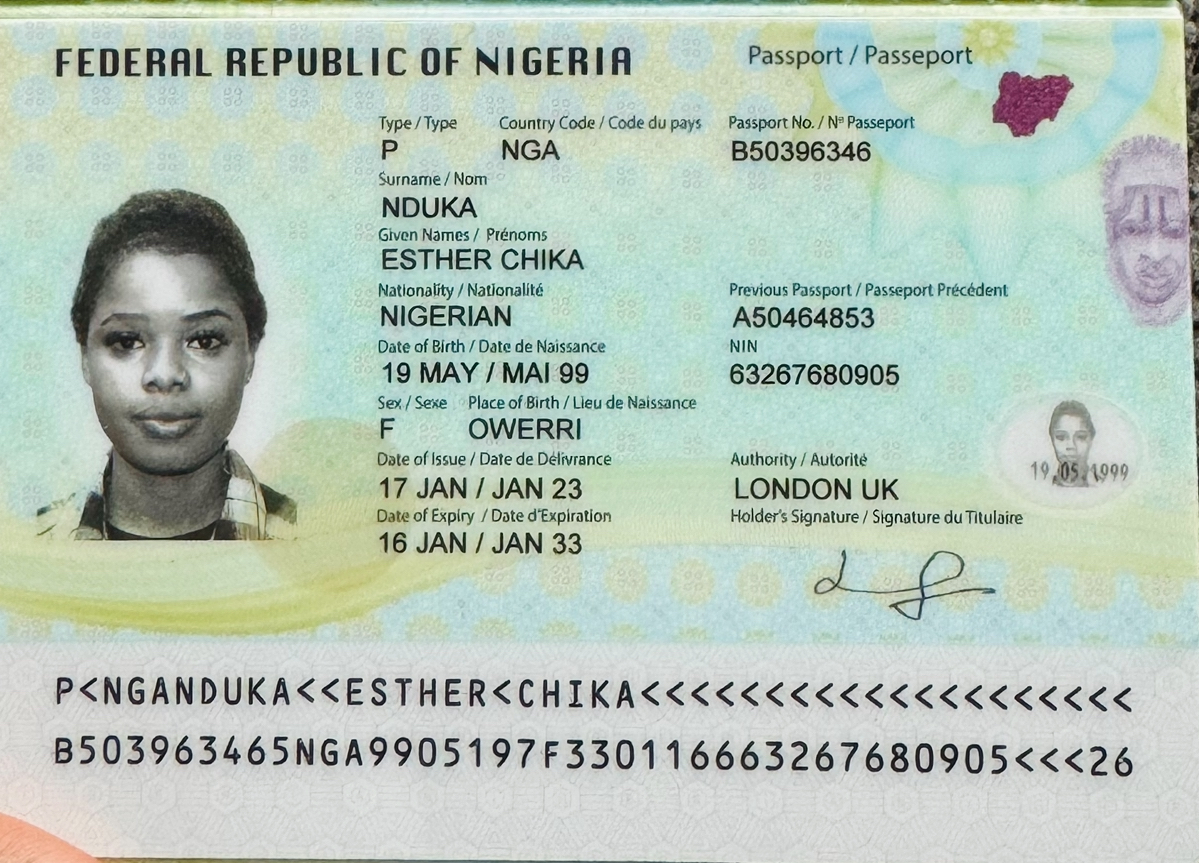 FEDERAL REPUBLIC OF NIGERIA
Passport / Passeport
Type / Type Country Code / Code du pays Passport No. / Nº Passeport
P NGA B50396346
Surname / Nom
NDUKA
Given Names / Prénoms
ESTHER CHIKA
Nationality / Nationalité Previous Passport / Passeport Précédent
NIGERIAN A50464853
Date of Birth / Date de Naissance NIN
19 MAY / MAI 99 63267680905
Sex / Sexe Place of Birth / Lieu de Naissance
F OWERRI
Date of Issue / Date de Délivrance Authority / Autorité
17 JAN / JAN 23 LONDON UK
Date of Expiry / Date d'Expiration Holder's Signature / Signature du Titulaire
16 JAN / JAN 33
19.05.1999
P<NGANDUKA<<ESTHER<CHIKA<<<<<<<<<<<<<<<<<<<<
B503963465NGA9905197F330116663267680905<<<26